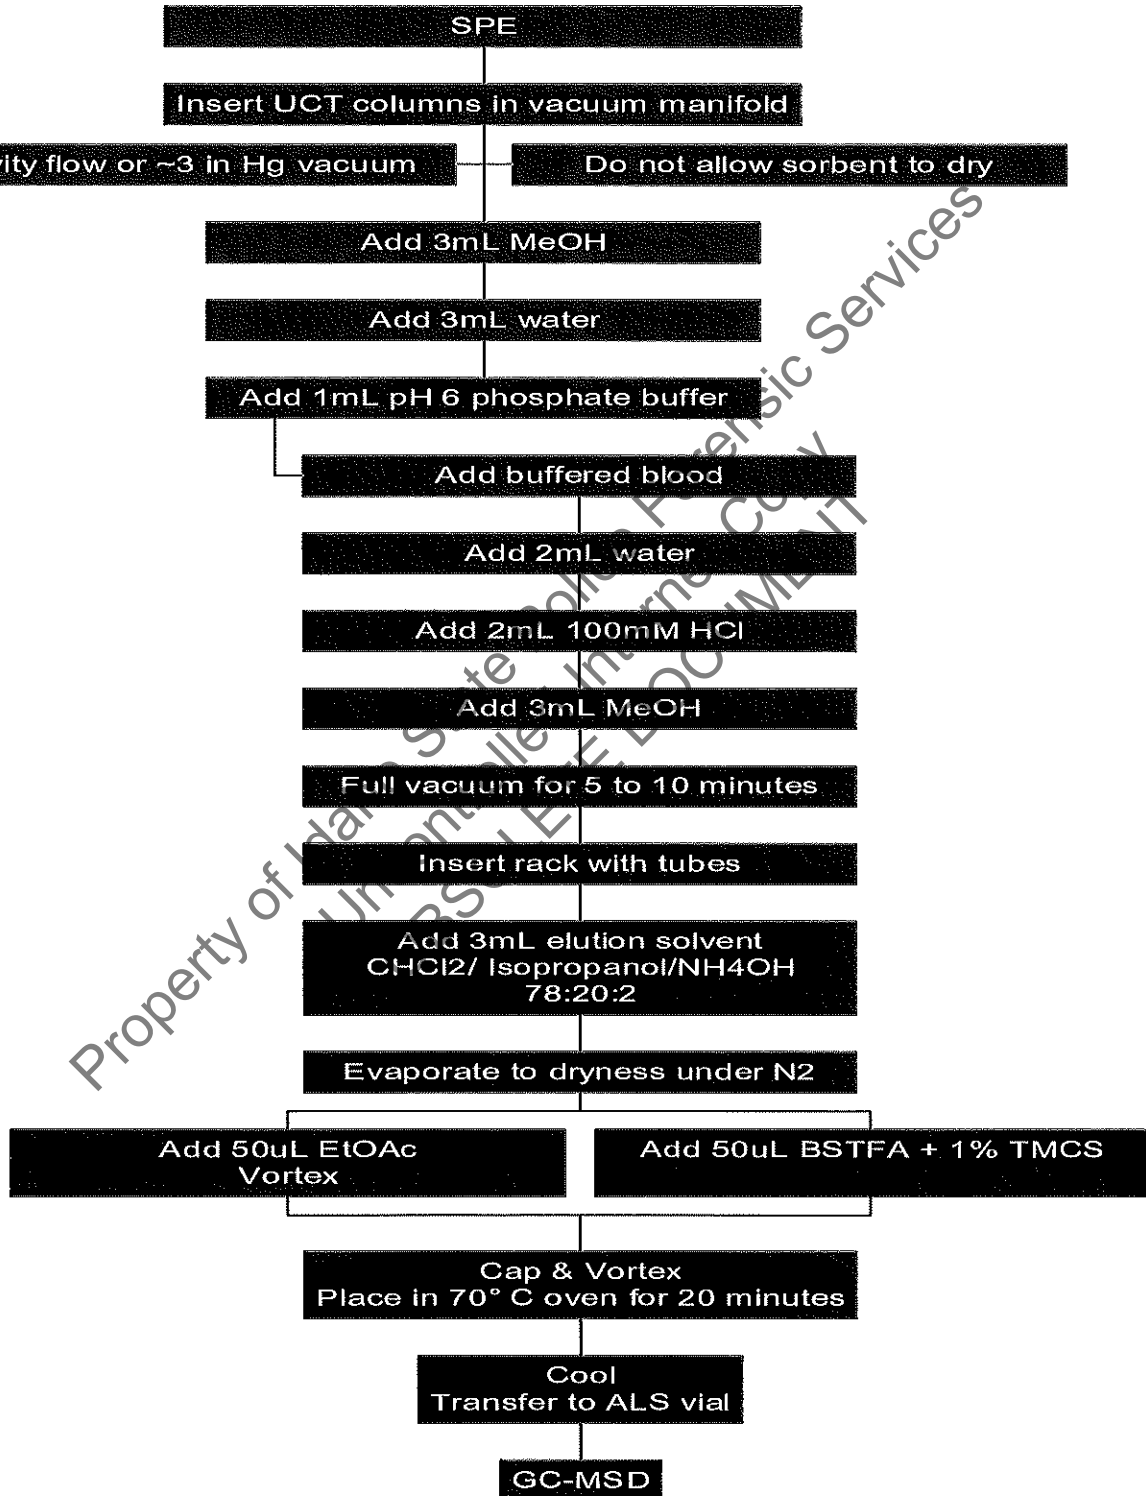 SPE
Insert UCT columns in vacuum manifold
flow or ~3 in Hg vacuum
Do not allow sorbent to dry
Add 3mL MeOH
Add 3mL water
Add 1mL pH 6 phosphate buffer
Add buffered blood
Add 2mL water
Add 2mL 100mM HCl
Add 3mL MeOH
Full vacuum for 5 to 10 minutes
Insert rack with tubes
Add 3mL elution solvent
CHCl2/ Isopropanol/NH4OH
78:20:2
Evaporate to dryness under N2
Add 50uL EtOAc
Vortex
Add 50uL BSTFA + 1% TMCS
Cap & Vortex
Place in 70° C oven for 20 minutes
Cool
Transfer to ALS vial
GC-MSD
Property of Idaho State Police Forensic Services
Uncontrolled Internet Copy
OBSOLETE DOCUMENT